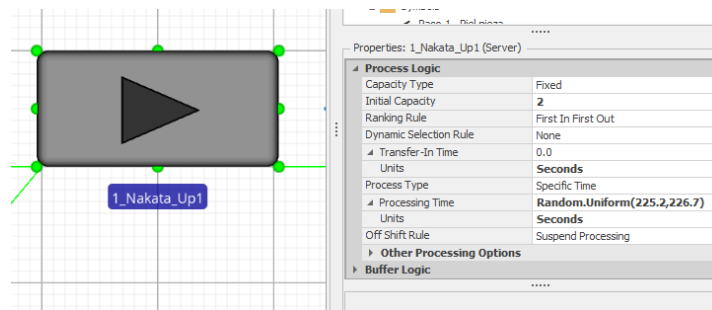 Properties: 1_Nakata_Up1 (Server)
Process Logic
Capacity Type Fixed
Initial Capacity 2
Ranking Rule First In First Out
Dynamic Selection Rule None
Transfer-In Time 0.0
Units Seconds
Process Type Specific Time
Processing Time Random.Uniform(225.2,226.7)
Units Seconds
Off Shift Rule Suspend Processing
Other Processing Options
Buffer Logic
1_Nakata_Up1